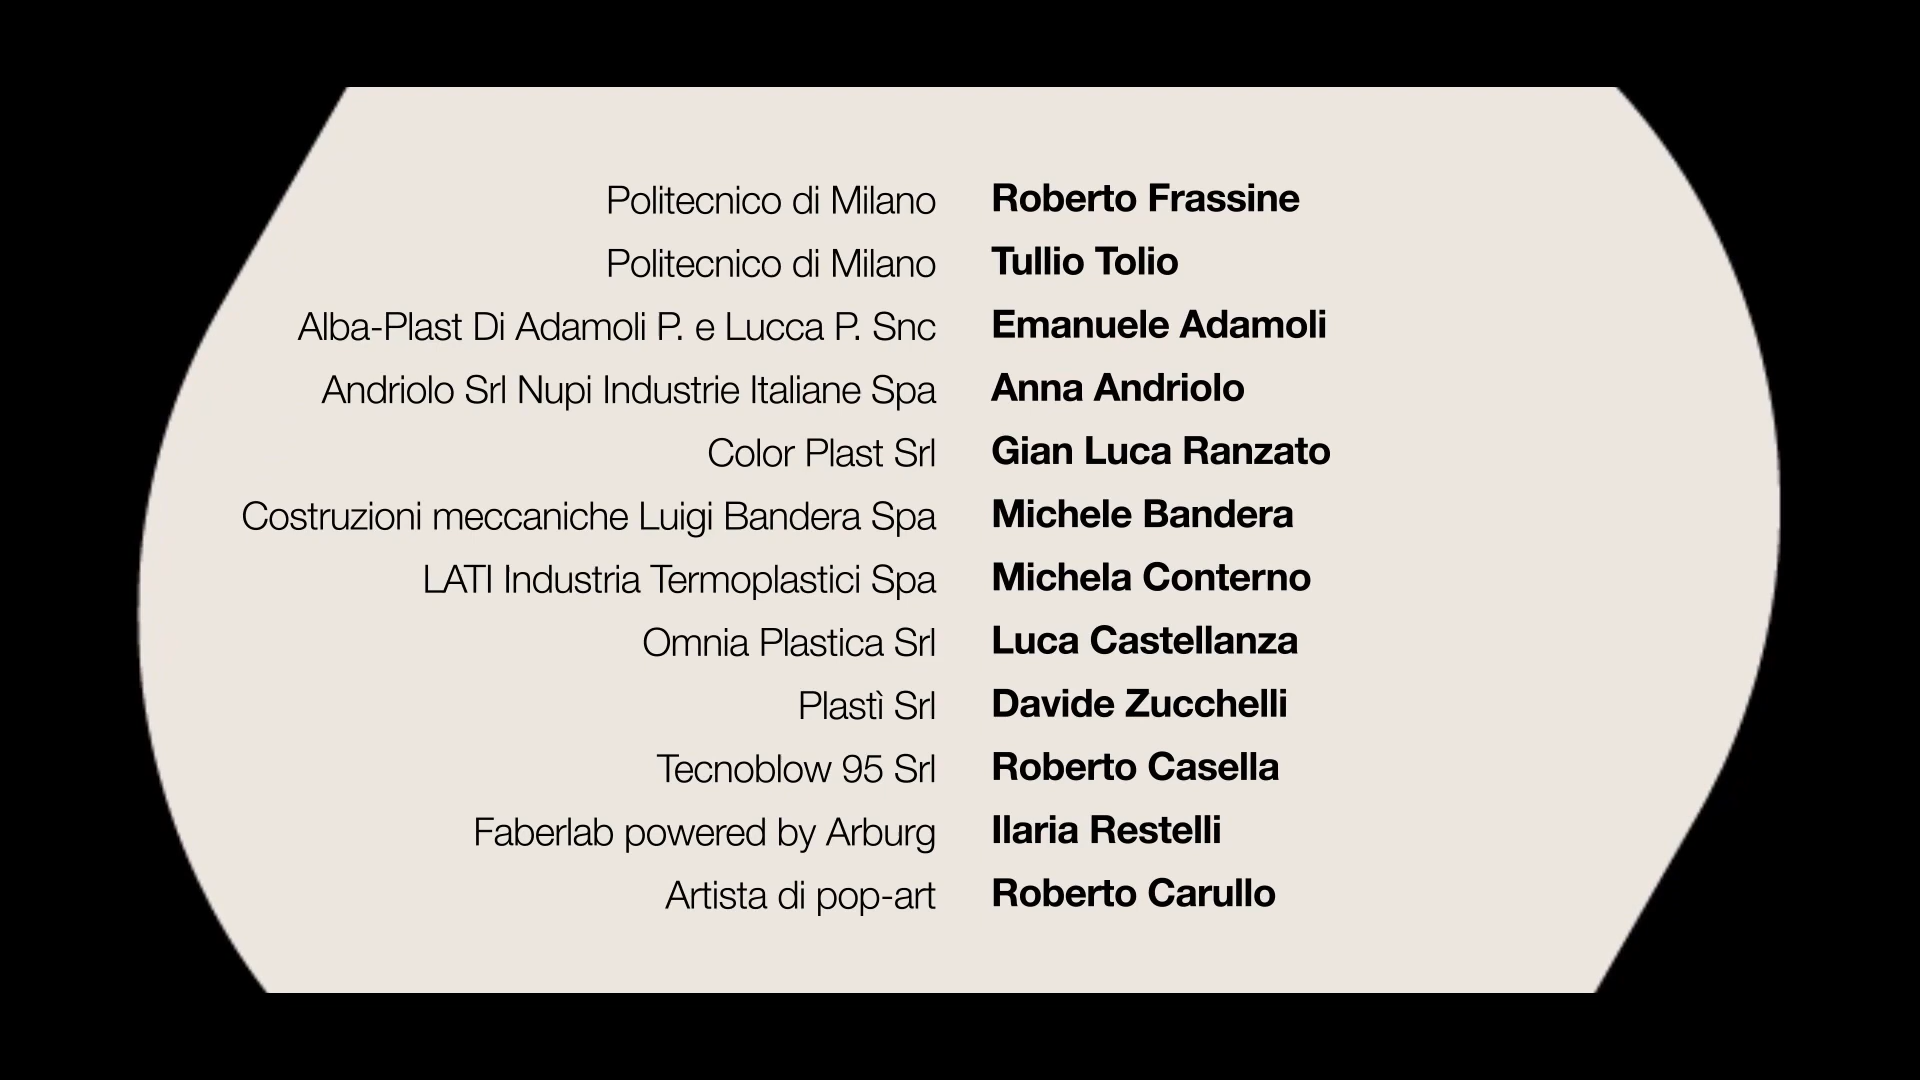 Politecnico di Milano Roberto Frassine
Politecnico di Milano Tullio Tolio
Alba-Plast Di Adamoli P. e Lucca P. Snc Emanuele Adamoli
Andriolo Srl Nupi Industrie Italiane Spa Anna Andriolo
Color Plast Srl Gian Luca Ranzato
Costruzioni meccaniche Luigi Bandera Spa Michele Bandera
LATI Industria Termoplastici Spa Michela Conterno
Omnia Plastica Srl Luca Castellanza
Plastì Srl Davide Zucchelli
Tecnoblow 95 Srl Roberto Casella
Faberlab powered by Arburg Ilaria Restelli
Artista di pop-art Roberto Carullo